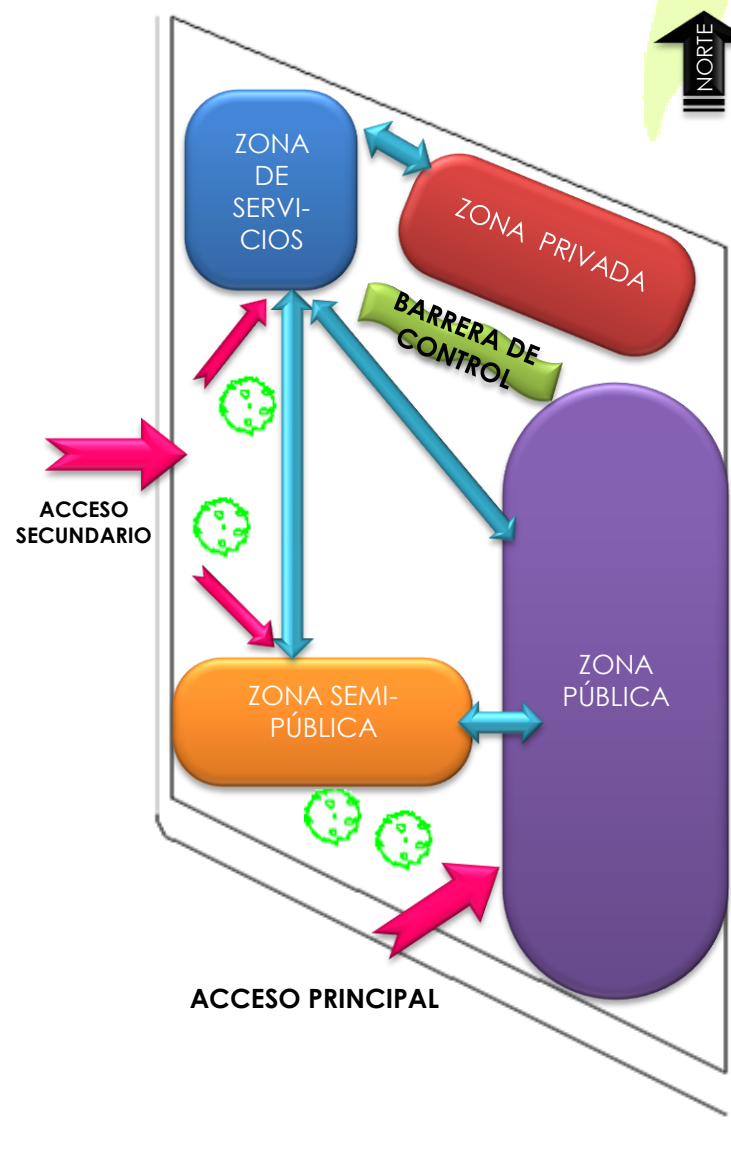 NORTE
ZONA
DE
SERVI-
CIOS
ZONA PRIVADA
BARRERA DE
CONTROL
ACCESO
SECUNDARIO
ZONA SEMI-
PÚBLICA
ZONA
PÚBLICA
ACCESO PRINCIPAL